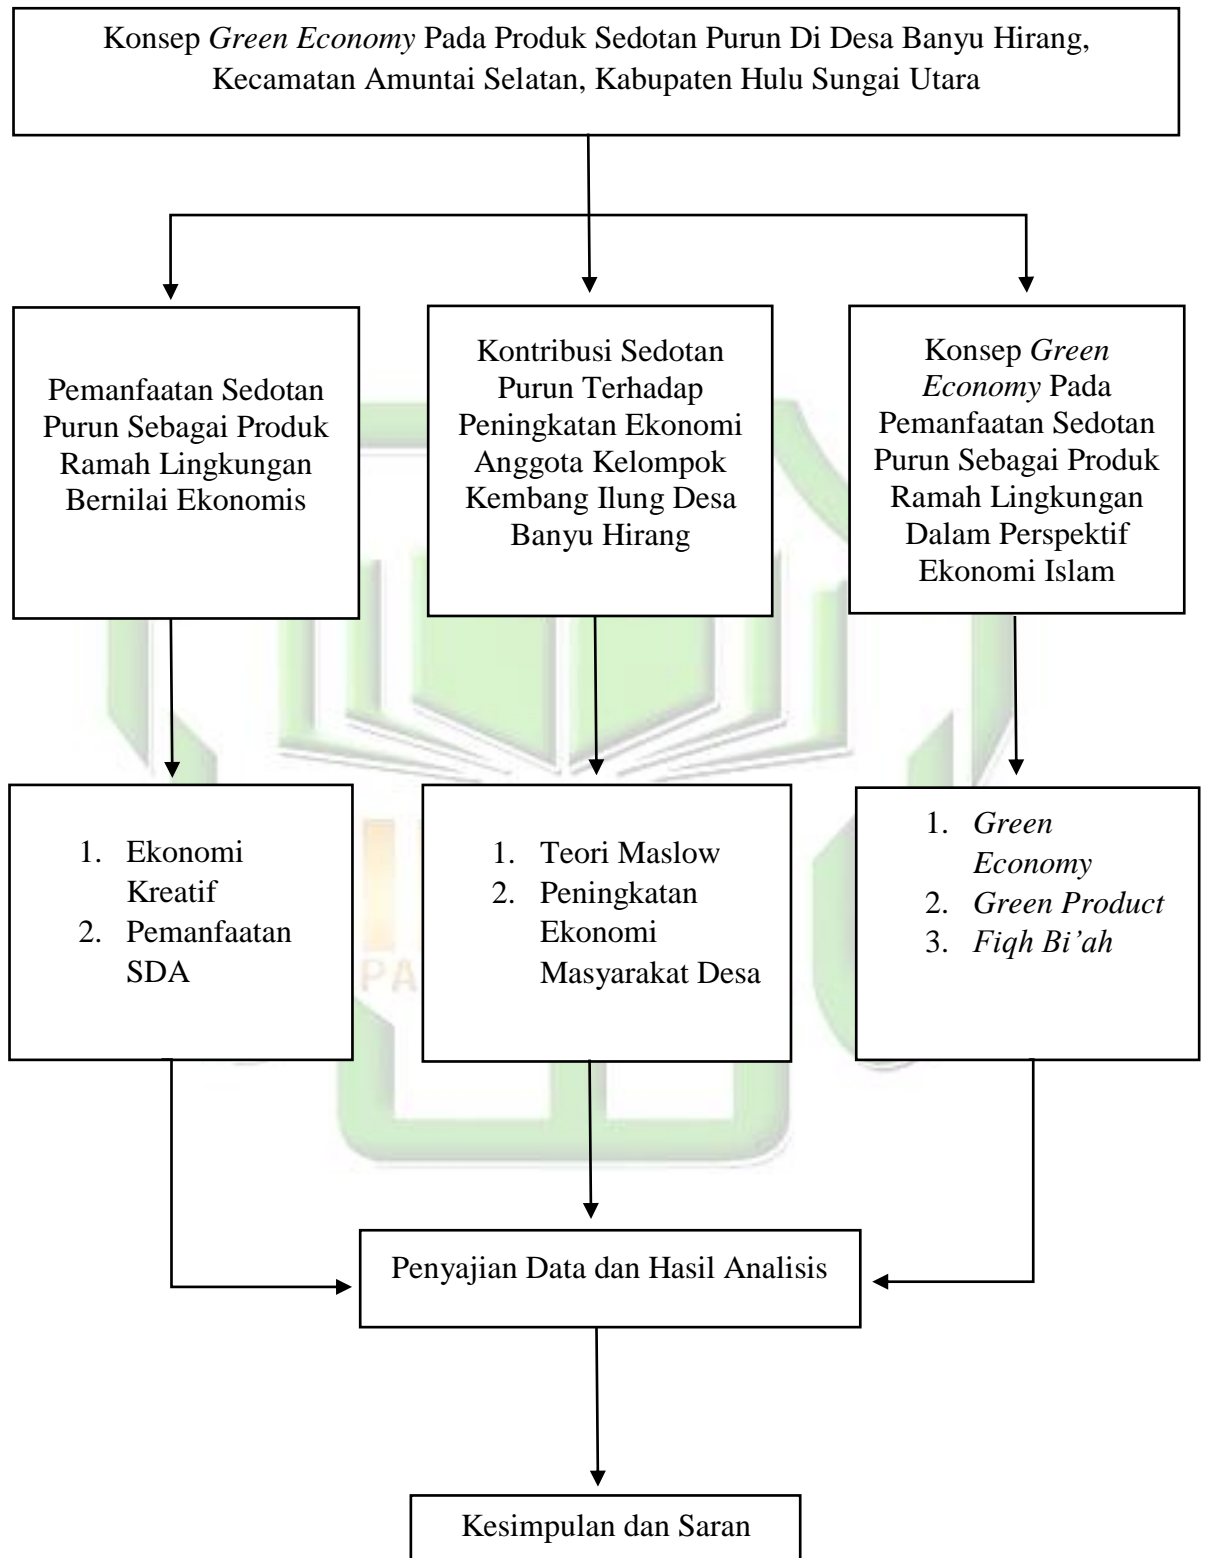 Konsep Green Economy Pada Produk Sedotan Purun Di Desa Banyu Hirang,
Kecamatan Amuntai Selatan, Kabupaten Hulu Sungai Utara
Pemanfaatan Sedotan
Purun Sebagai Produk
Ramah Lingkungan
Bernilai Ekonomis
Kontribusi Sedotan
Purun Terhadap
Peningkatan Ekonomi
Anggota Kelompok
Kembang Ilung Desa
Banyu Hirang
Konsep Green
Economy Pada
Pemanfaatan Sedotan
Purun Sebagai Produk
Ramah Lingkungan
Dalam Perspektif
Ekonomi Islam
1. Ekonomi
Kreatif
2. Pemanfaatan
SDA
1. Teori Maslow
2. Peningkatan
Ekonomi
Masyarakat Desa
1. Green
Economy
2. Green Product
3. Fiqh Bi’ah
Penyajian Data dan Hasil Analisis
Kesimpulan dan Saran